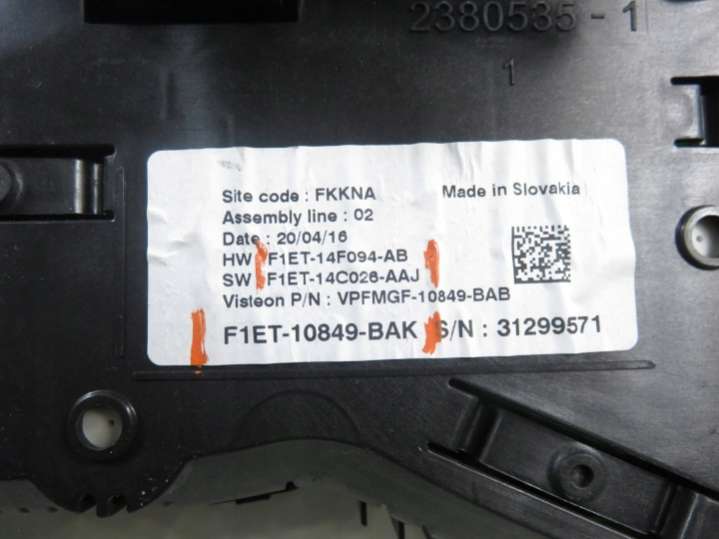 2380535-1
1
Site code : FKKNA Made in Slovakia
Assembly line : 02
Date : 20/04/16
HW F1ET-14F094-AB
SW F1ET-14C026-AAJ
Visteon P/N : VPFMGF-10849-BAB
F1ET-10849-BAK S/N : 31299571